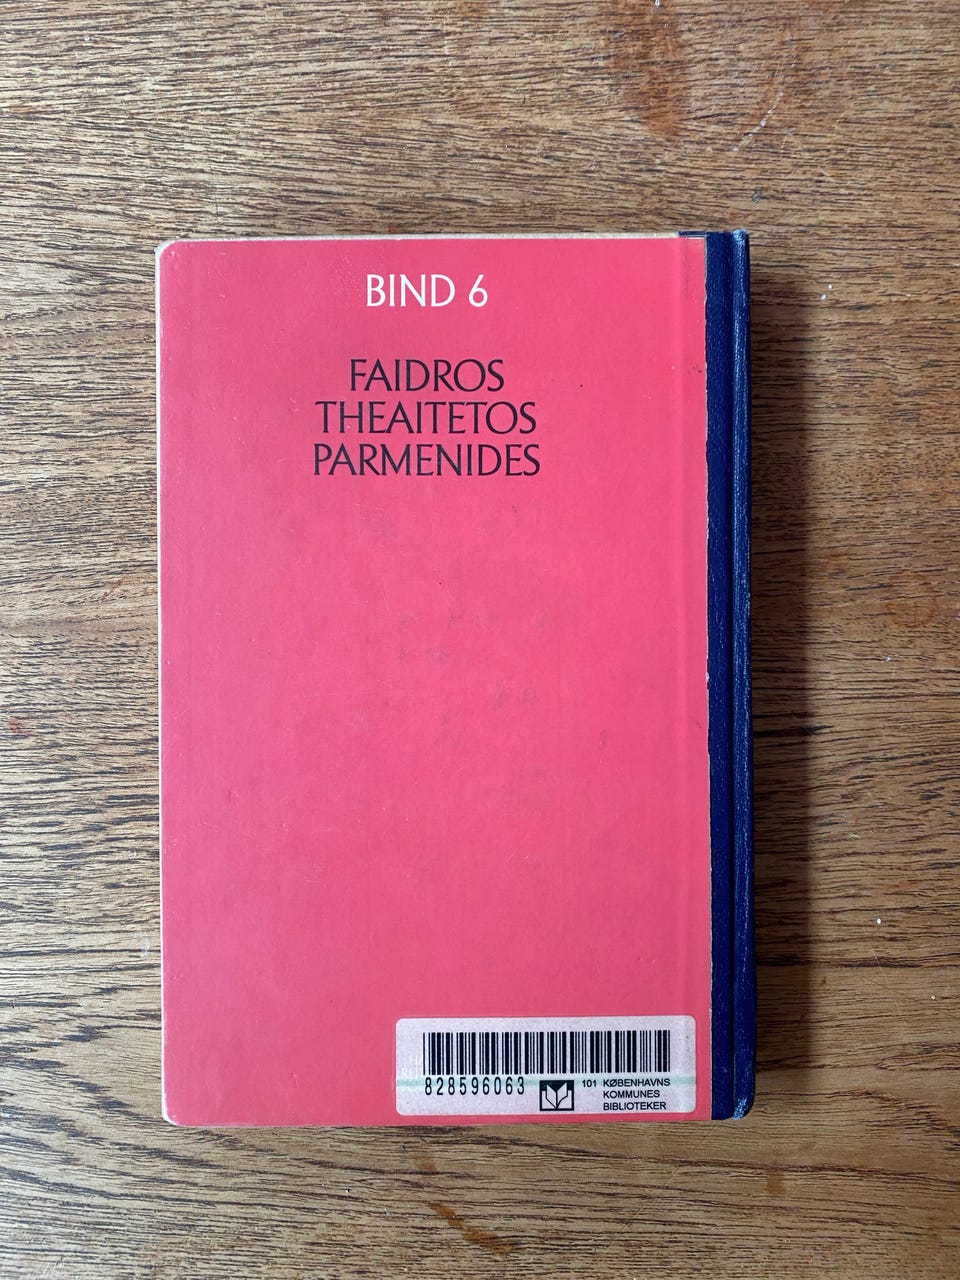 BIND 6
FAIDROS
THEAITETOS
PARMENIDES
828596063
101 KØBENHAVNS
KOMMUNES
BIBLIOTEKER